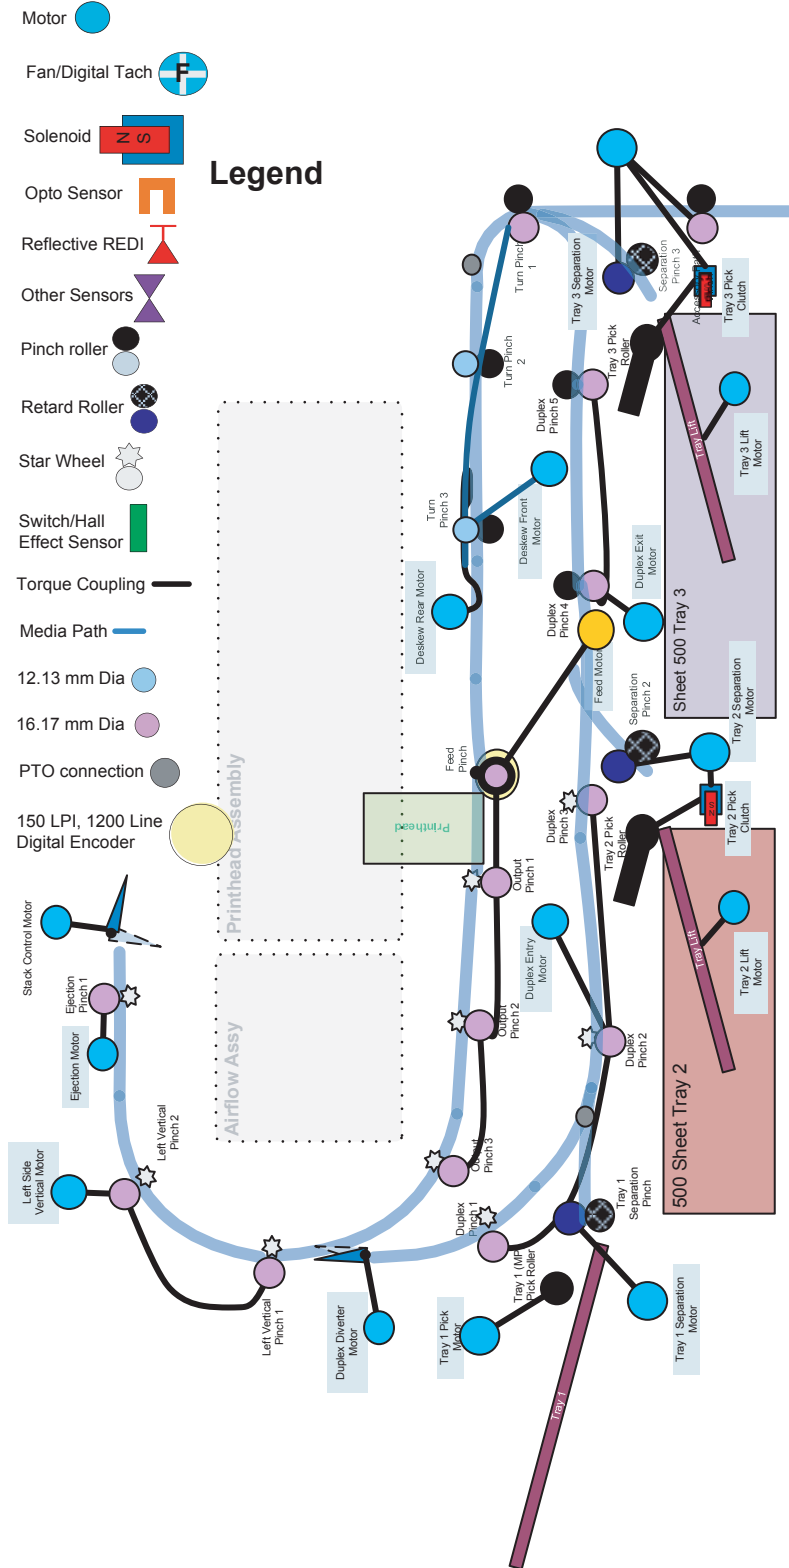 Motor
Fan/Digital Tach
F
Solenoid
N S
Legend
Opto Sensor
Reflective REDI
Other Sensors
Pinch roller
Retard Roller
Star Wheel
Switch/Hall
Effect Sensor
Torque Coupling
Media Path
12.13 mm Dia
16.17 mm Dia
PTO connection
150 LPI, 1200 Line
Digital Encoder
Turn Pinch
1
Tray 3 Separation
Motor
Separation
Pinch 3
Tray 3 Pick
Clutch
Turn Pinch
2
Tray 3 Pick
Roller
Duplex
Pinch 5
Tray Lift
Tray 3 Lift
Motor
Turn
Pinch 3
Deskew Front
Motor
Deskew Rear Motor
Duplex
Pinch 4
Duplex Exit
Motor
Feed Motor
Sheet 500 Tray 3
Separation
Pinch 2
Tray 2 Separation
Motor
Feed
Pinch
Printhead Assembly
Printhead
Duplex
Pinch 3
Tray 2 Pick
Roller
S N
Tray 2 Pick
Clutch
Output
Pinch 1
Stack Control Motor
Ejection
Pinch 1
Ejection Motor
Airflow Assy
Output
Pinch 2
Duplex Entry
Motor
Duplex
Pinch 2
Tray Lift
Tray 2 Lift
Motor
500 Sheet Tray 2
Left Vertical
Pinch 2
Left Side
Vertical Motor
Output
Pinch 3
Duplex
Pinch 1
Tray 1
Separation
Pinch
Tray 1 (MP
Pick Roller
Left Vertical
Pinch 1
Duplex Diverter
Motor
Tray 1 Pick
Motor
Tray 1 Separation
Motor
Tray 1